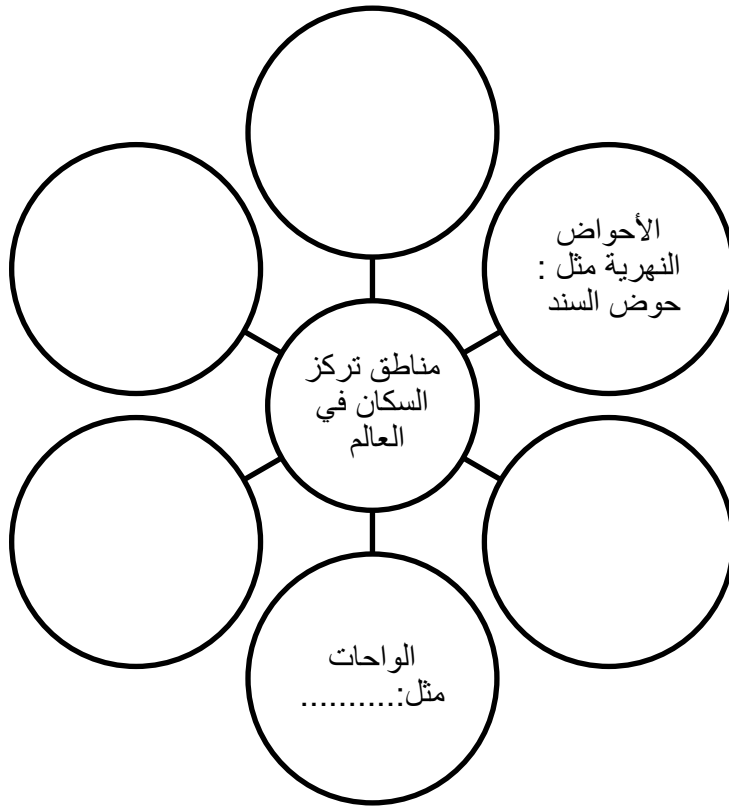 الأحواض
النهرية مثل :
حوض السند
مناطق تركز
السكان في
العالم
الواحات
مثل:..........